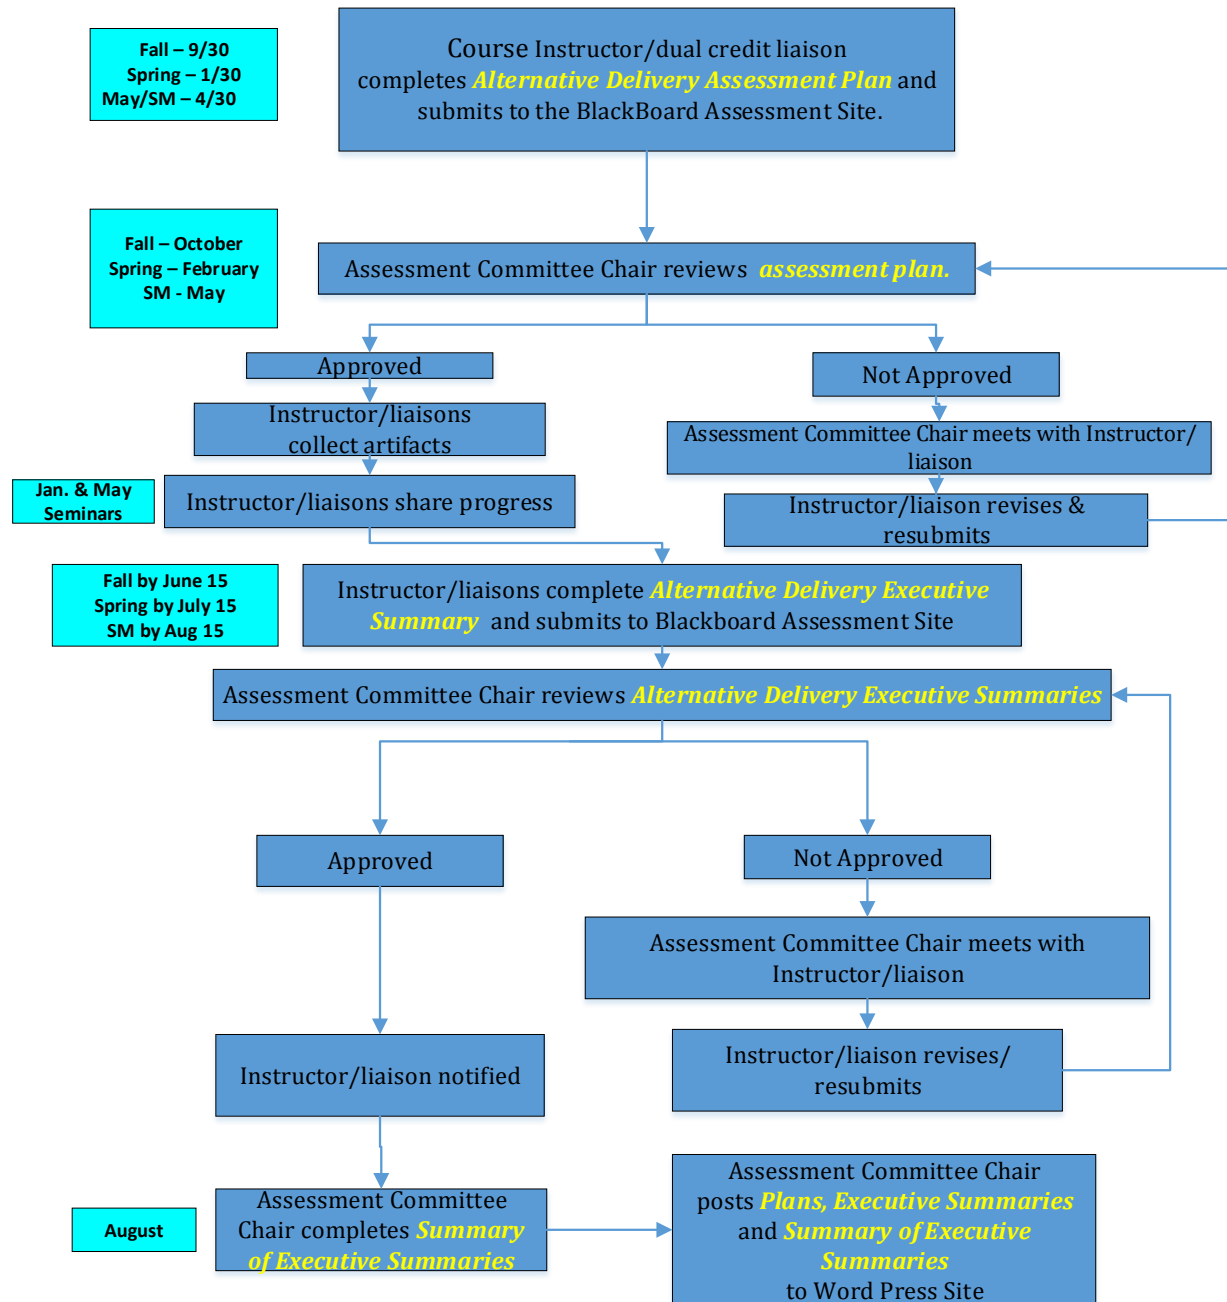 Fall – 9/30
Spring – 1/30
May/SM – 4/30
Course Instructor/dual credit liaison
completes Alternative Delivery Assessment Plan and
submits to the BlackBoard Assessment Site.
Fall – October
Spring – February
SM - May
Assessment Committee Chair reviews assessment plan.
Approved
Not Approved
Instructor/liaisons
collect artifacts
Assessment Committee Chair meets with Instructor/
liaison
Jan. & May
Seminars
Instructor/liaisons share progress
Instructor/liaison revises &
resubmits
Fall by June 15
Spring by July 15
SM by Aug 15
Instructor/liaisons complete Alternative Delivery Executive
Summary and submits to Blackboard Assessment Site
Assessment Committee Chair reviews Alternative Delivery Executive Summaries
Approved
Not Approved
Assessment Committee Chair meets with
Instructor/liaison
Instructor/liaison notified
Instructor/liaison revises/
resubmits
August
Assessment Committee
Chair completes Summary
of Executive Summaries
Assessment Committee Chair
posts Plans, Executive Summaries
and Summary of Executive
Summaries
to Word Press Site